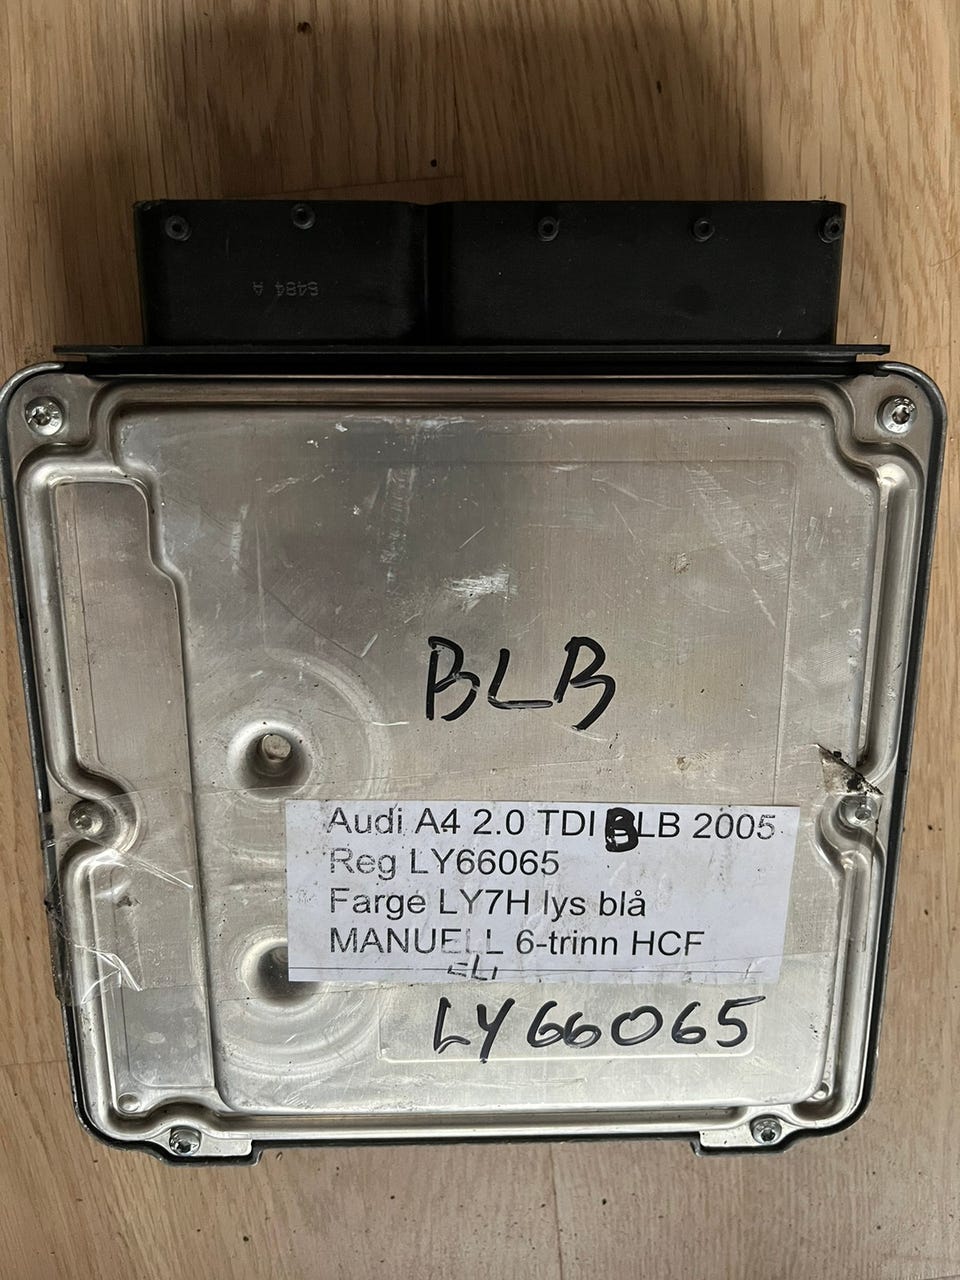 6484 A
BLB
Audi A4 2.0 TDI BLB 2005
Reg LY66065
Farge LY7H lys blå
MANUELL 6-trinn HCF
LY66065